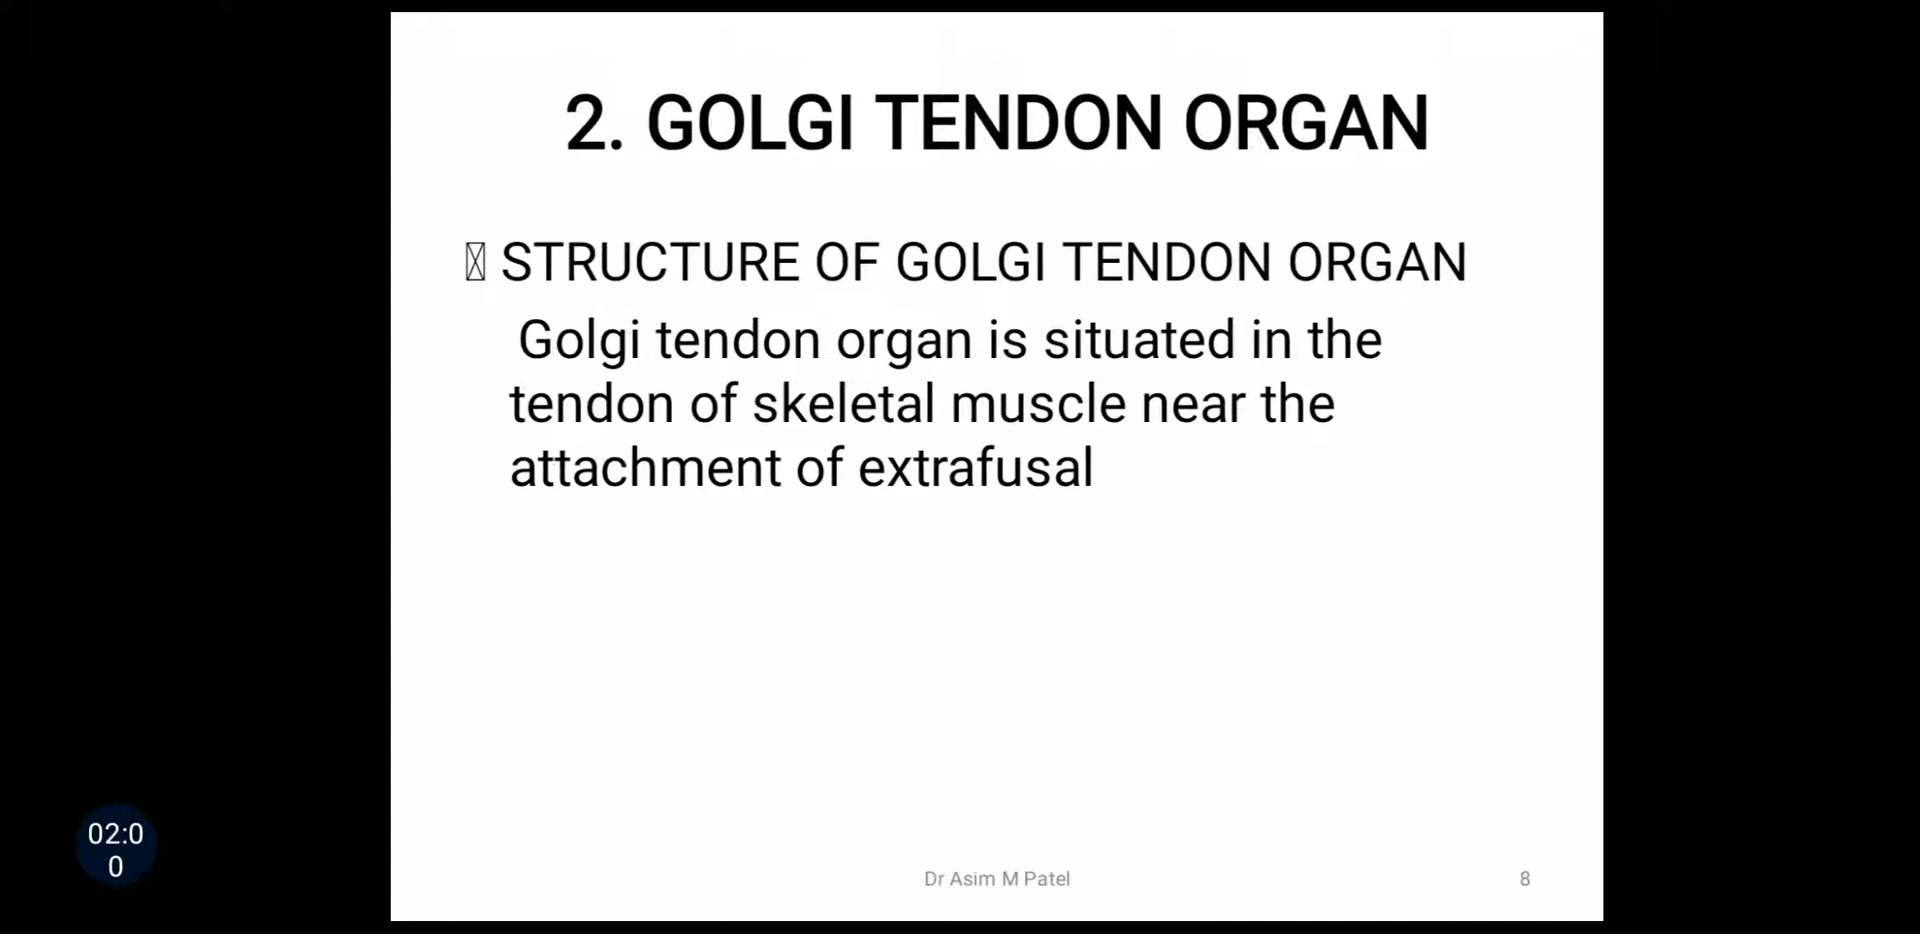 2. GOLGI TENDON ORGAN
STRUCTURE OF GOLGI TENDON ORGAN
Golgi tendon organ is situated in the
tendon of skeletal muscle near the
attachment of extrafusal
02:0
0
Dr Asim M Patel
8